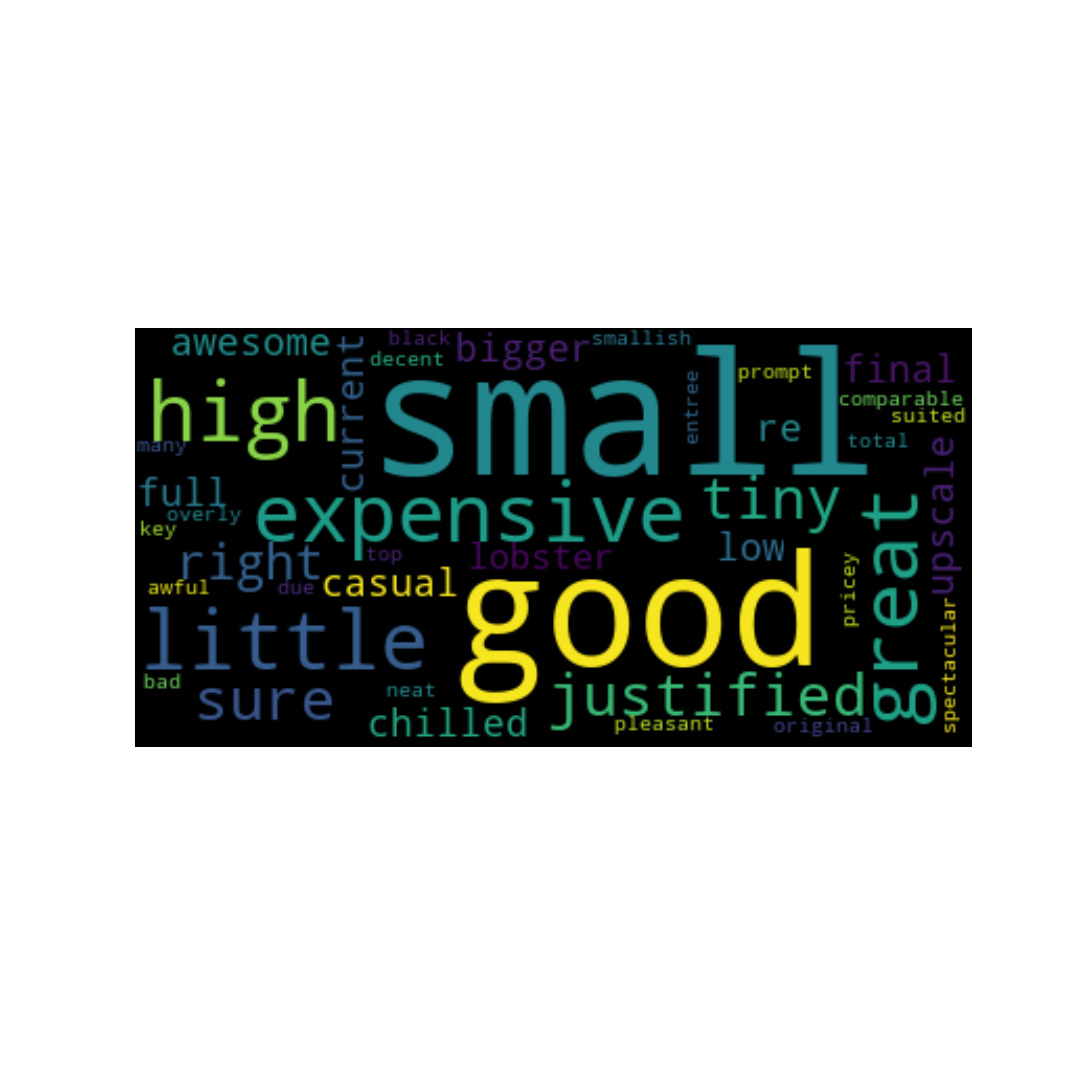 awesome
black
smallish
decent
bigger
current
small
entree
prompt
final
high
comparable
suited
re
total
many
full
expensive
tiny
upscale
overly
key
great
right
top
lobster
low
awful
due
casual
good
pricey
little
spectacular
bad
sure
neat
justified
chilled
pleasant
original